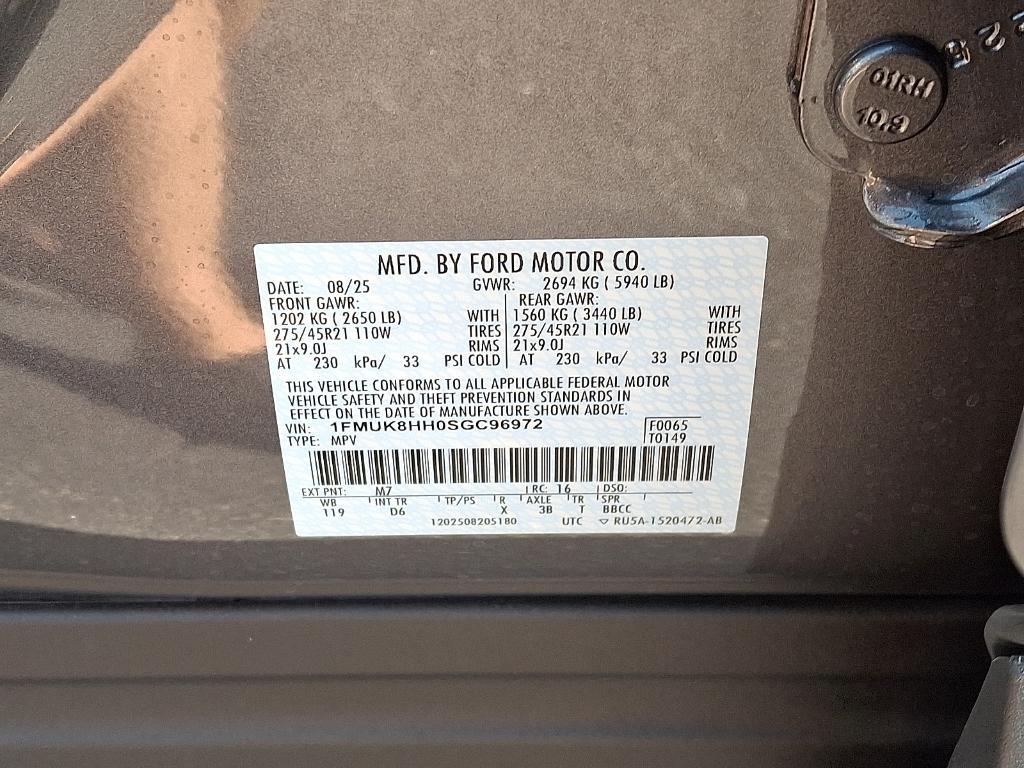 225
01RH
10.9
MFD. BY FORD MOTOR CO.
DATE: 08/25 GVWR: 2694 KG ( 5940 LB)
FRONT GAWR: REAR GAWR:
1202 KG ( 2650 LB) WITH 1560 KG ( 3440 LB) WITH
275/45R21 110W TIRES 275/45R21 110W TIRES
21x9.0J RIMS 21x9.0J RIMS
AT 230 kPa/ 33 PSI COLD AT 230 kPa/ 33 PSI COLD
THIS VEHICLE CONFORMS TO ALL APPLICABLE FEDERAL MOTOR
VEHICLE SAFETY AND THEFT PREVENTION STANDARDS IN
EFFECT ON THE DATE OF MANUFACTURE SHOWN ABOVE.
VIN: 1FMUK8HH0SGC96972 F0065
TYPE: MPV T0149
EXT PNT: M7 RC: 16 DSO:
WB INT TR TP/PS R AXLE TR SPR
119 D6 X 3B T BBCC
1202508205180 UTC ▽ RU5A-1520472-AB